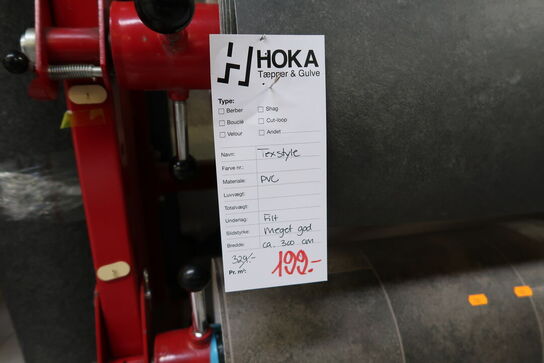 HOKA
Tæpper & Gulve
Type:
☐ Berber ☐ Shag
☐ Bouclé ☐ Cut-loop
☐ Velour ☐ Andet
Navn: Texstyle
Farve nr.:
Materiale: PVC
Luvvægt:
Totalvægt:
Underlag: Filt
Slidstyrke: meget god
Bredde: ca. 300 cm
329.-
Pr. m²: 199.-